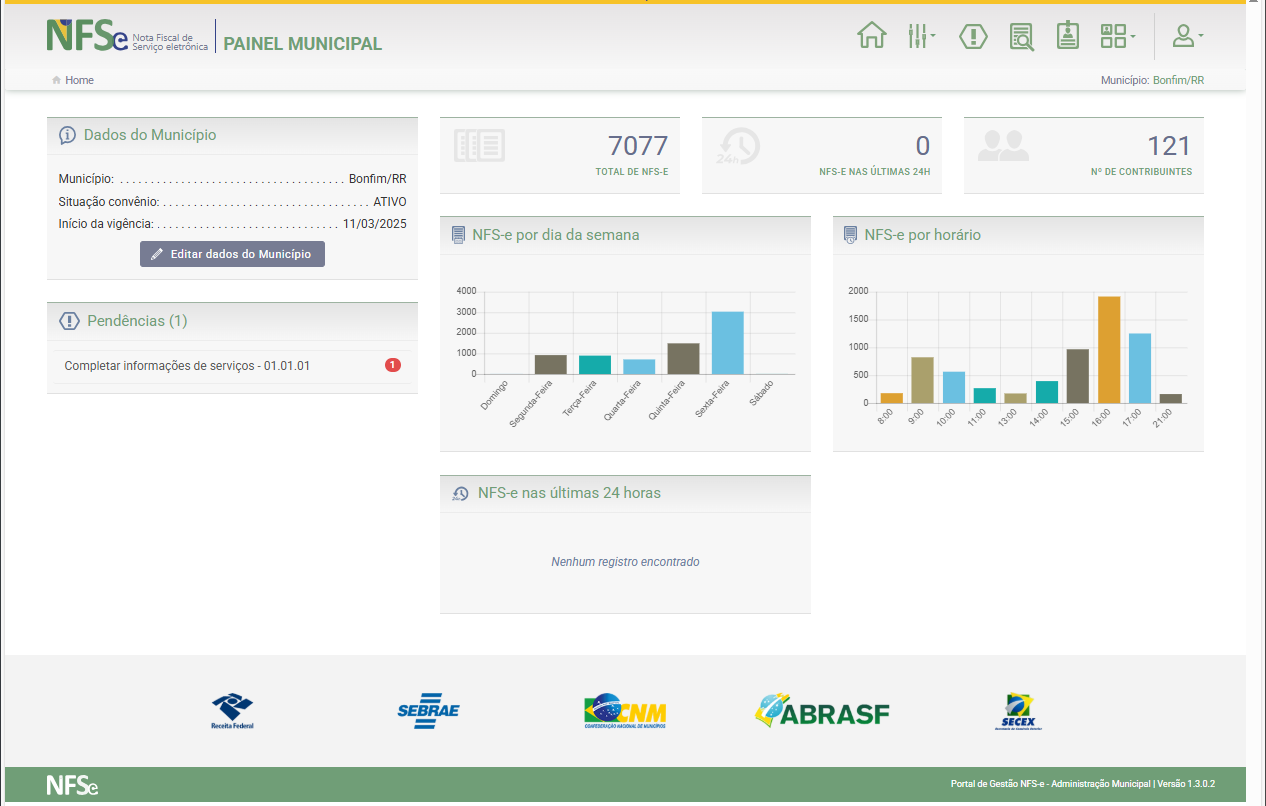 NFSe Nota Fiscal de
Serviço eletrônica
PAINEL MUNICIPAL
Home
Município: Bonfim/RR
Dados do Município
Município: . . . . . . . . . . . . . . . . . . . . . . . . . . . . . . . . . . . . . Bonfim/RR
Situação convênio: . . . . . . . . . . . . . . . . . . . . . . . . . . . . . . . . . . ATIVO
Início da vigência: . . . . . . . . . . . . . . . . . . . . . . . . . . . . . . 11/03/2025
Editar dados do Município
Pendências (1)
Completar informações de serviços - 01.01.01 1
7077
TOTAL DE NFS-E
24h
0
NFS-E NAS ÚLTIMAS 24H
121
Nº DE CONTRIBUINTES
NFS-e por dia da semana
4000
3000
2000
1000
0
Domingo
Segunda-Feira
Terça-Feira
Quarta-Feira
Quinta-Feira
Sexta-Feira
Sábado
NFS-e por horário
2000
1500
1000
500
0
8:00
9:00
10:00
11:00
13:00
14:00
15:00
16:00
17:00
21:00
NFS-e nas últimas 24 horas
Nenhum registro encontrado
Receita Federal
SEBRAE
CNM
CONFEDERAÇÃO NACIONAL DE MUNICÍPIOS
ABRASF
SECEX
NFSe
Portal de Gestão NFS-e - Administração Municipal | Versão 1.3.0.2